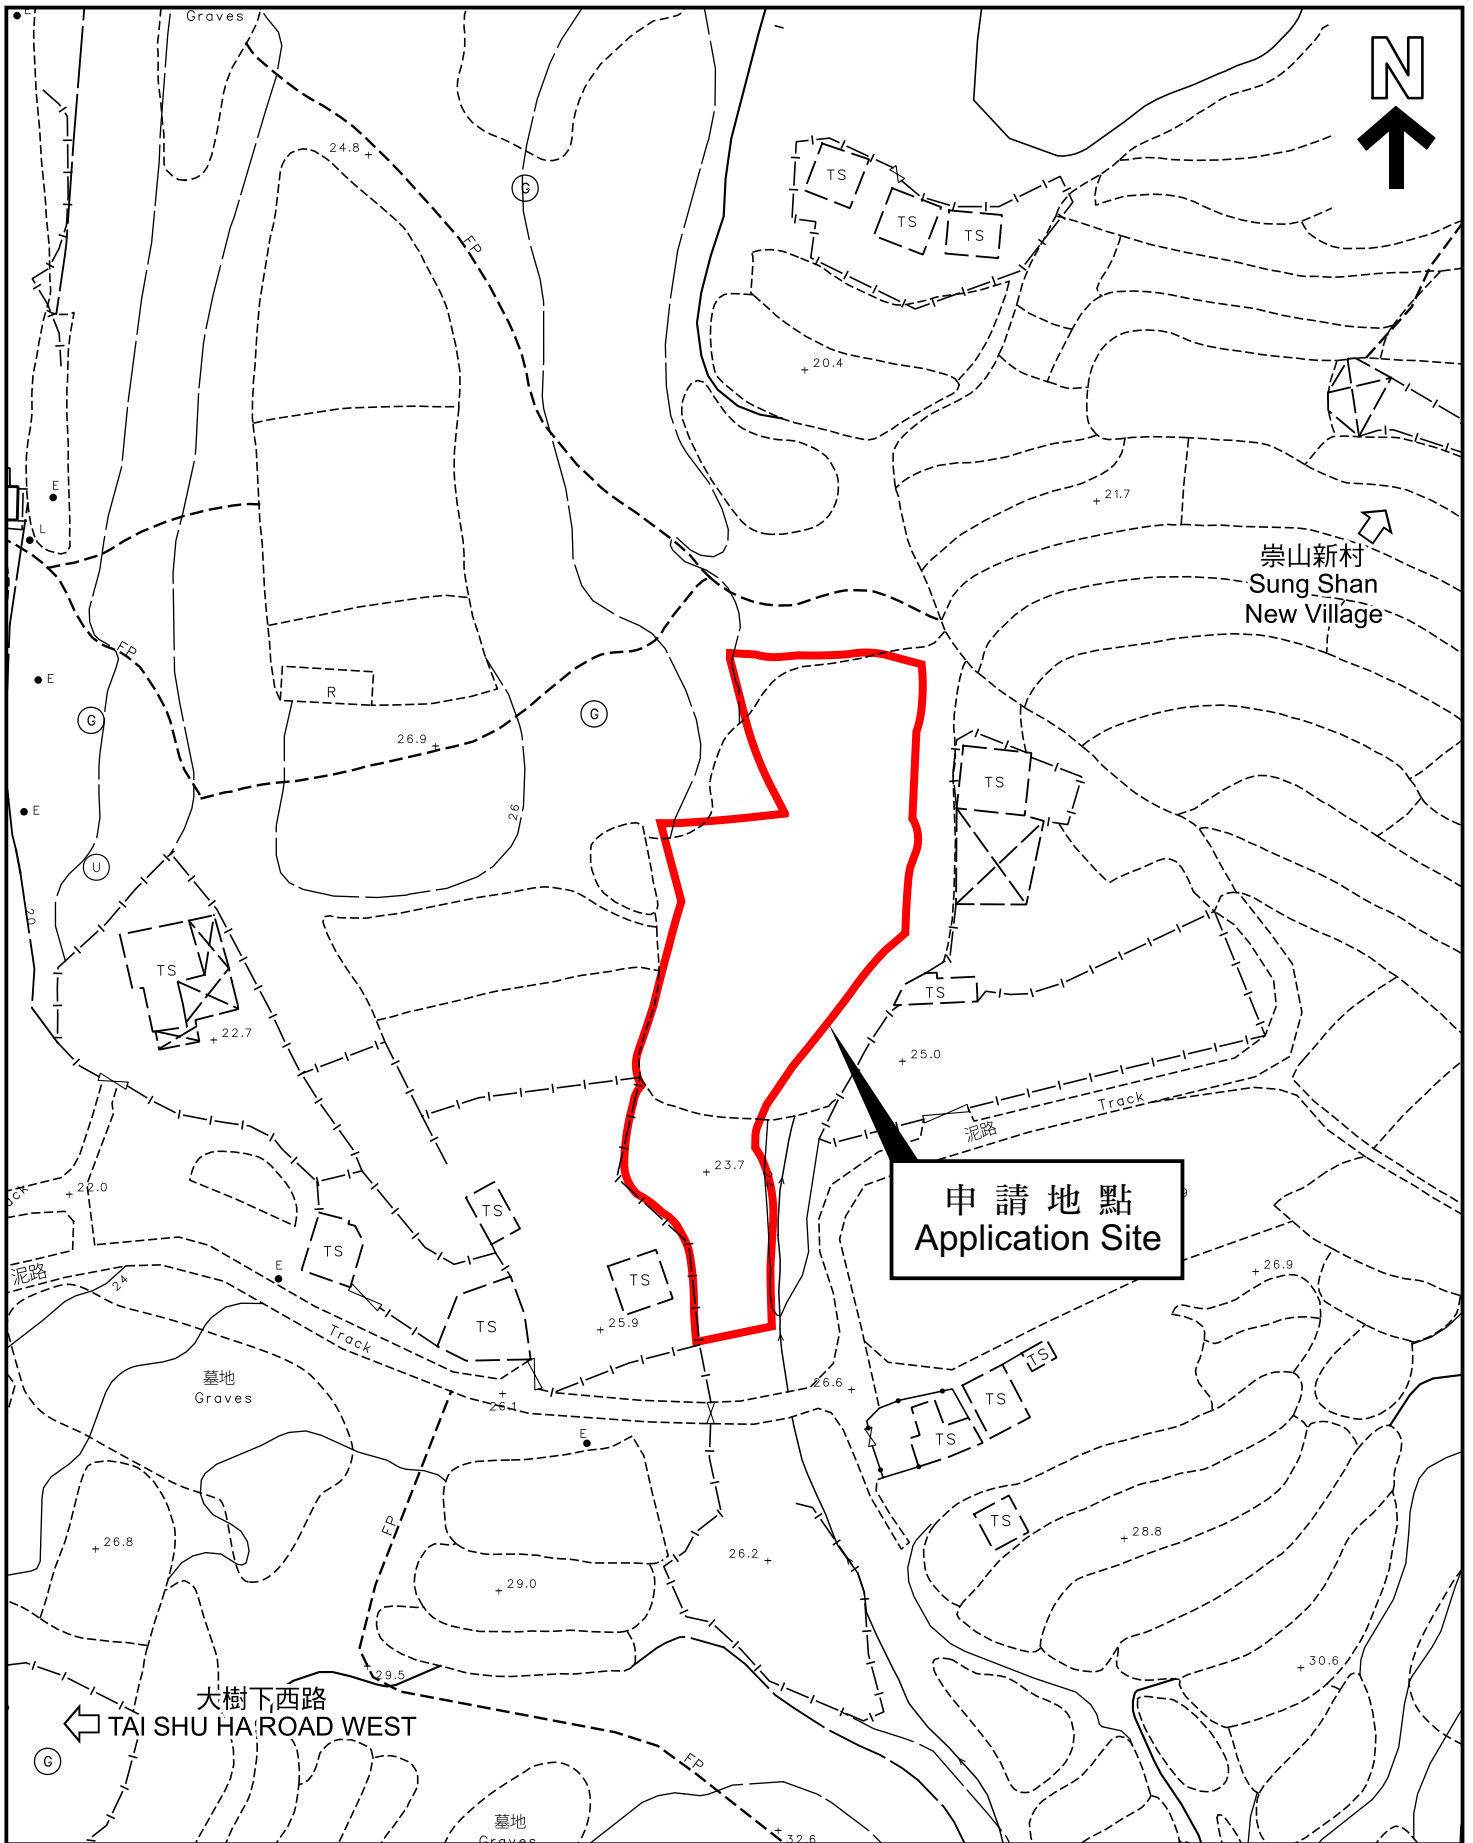 E
Graves
N
24.8
G
TS
TS
TS
FP
20.4
E
21.7
L
崇山新村
Sung Shan
New Village
FP
E
R
G
G
26.9
TS
E
26
U
20
TS
TS
22.7
25.0
Track
泥路
23.7
22.0
TS
申請地點
Application Site
TS
泥路
24
E
TS
26.9
TS
25.9
Track
TS
墓地
Graves
26.6
26.1
TS
TS
E
TS
FP
26.8
26.2
28.8
29.0
30.6
29.5
大樹下西路
TAI SHU HA ROAD WEST
G
FP
墓地
Graves
32.6